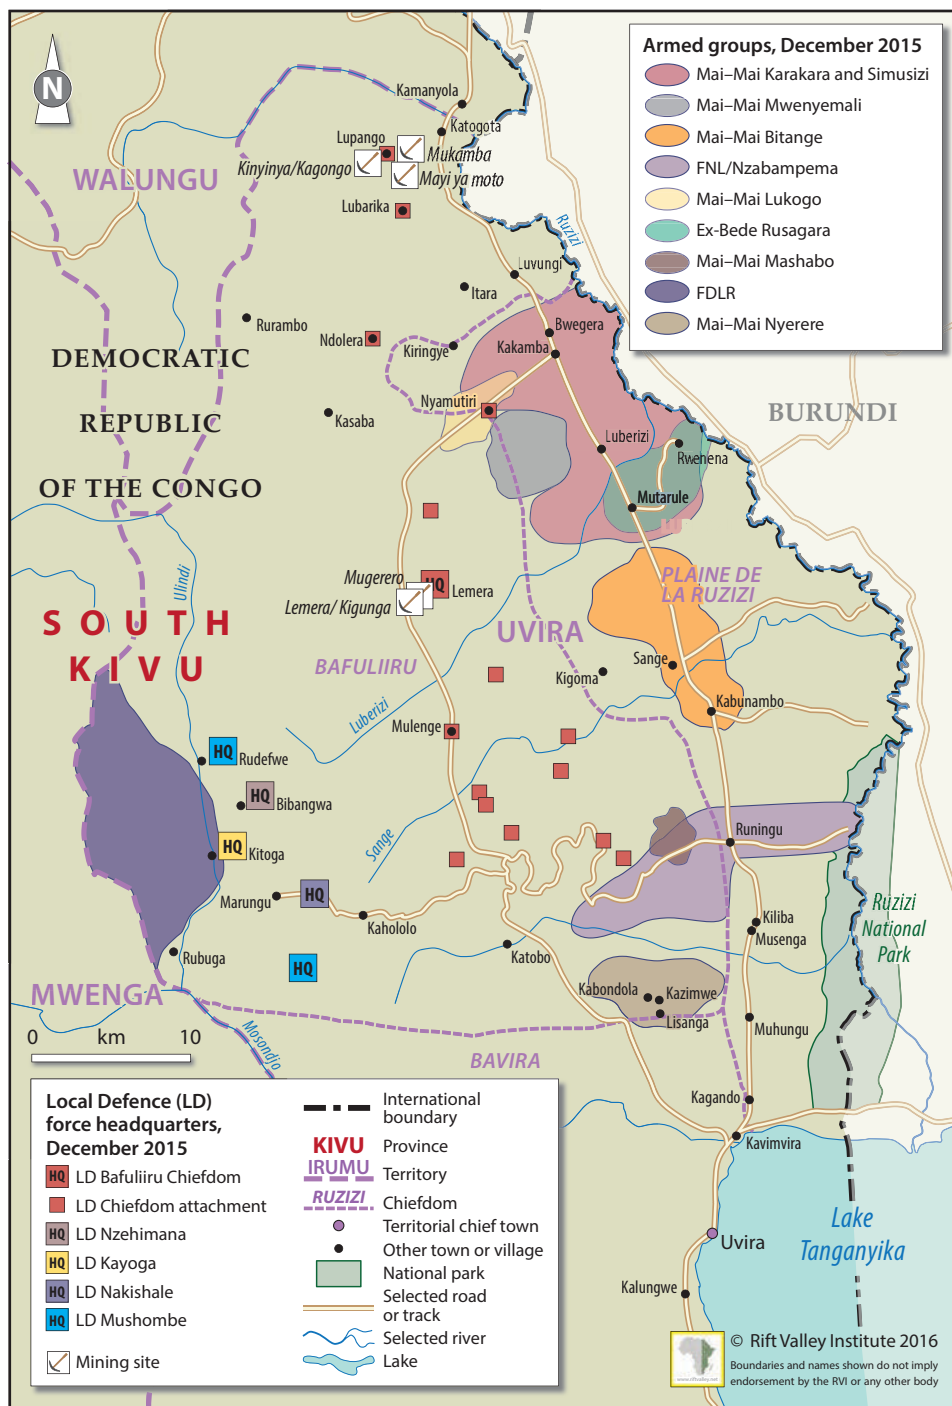 Armed groups, December 2015
Mai–Mai Karakara and Simusizi
Mai–Mai Mwenyemali
Mai–Mai Bitange
FNL/Nzabampema
Mai–Mai Lukogo
Ex-Bede Rusagara
Mai–Mai Mashabo
FDLR
Mai–Mai Nyerere
N
Kamanyola
Katogota
Lupango
Mukamba
Kinyinya/Kagongo
Mayi ya moto
WALUNGU
Lubarika
Ruzizi
Luvungi
Itara
Rurambo
Bwegera
Ndolera
Kiringye
Kakamba
DEMOCRATIC
REPUBLIC
OF THE CONGO
Nyamutiri
Kasaba
BURUNDI
Luberizi
Rwenena
Mutarule
Mugerero
HQ
Lemera
Lemera/ Kigunga
Ulindi
PLAINE DE
LA RUZIZI
SOUTH
KIVU
UVIRA
BAFULIIRU
Sange
Kigoma
Luberizi
Kabunambo
Mulenge
HQ
Rudefwe
HQ
Bibangwa
HQ
Kitoga
Sange
Runingu
Marungu
HQ
Kahololo
Kiliba
Musenga
Ruzizi
National
Park
Rubuga
HQ
Katobo
MWENGA
Kabondola
Kazimwe
Lisanga
Muhungu
0 km 10
Mosondjo
BAVIRA
Kagando
Kavimvira
Lake
Tanganyika
Uvira
Kalungwe
Local Defence (LD)
force headquarters,
December 2015
HQ LD Bafuliiru Chiefdom
LD Chiefdom attachment
HQ LD Nzehimana
HQ LD Kayoga
HQ LD Nakishale
HQ LD Mushombe
Mining site
International
boundary
KIVU Province
IRUMU Territory
RUZIZI Chiefdom
Territorial chief town
Other town or village
National park
Selected road
or track
Selected river
Lake
© Rift Valley Institute 2016
Boundaries and names shown do not imply
endorsement by the RVI or any other body
www.riftvalley.net